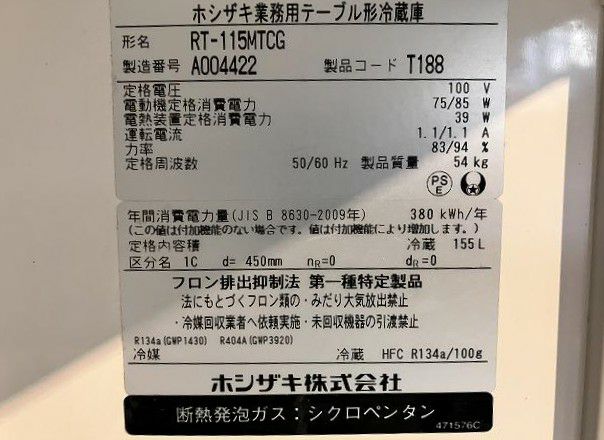 ホシザキ業務用テーブル形冷蔵庫
形名 RT-115MTCG
製造番号 A004422 製品コード T188
定格電圧 100 V
電動機定格消費電力 75/85 W
電熱装置定格消費電力 39 W
運転電流 1.1/1.1 A
力率 83/94 %
定格周波数 50/60 Hz 製品質量 54 kg
PS E
年間消費電力量(JIS B 8630-2009年) 380 kWh/年
(この値は付加機能のない場合です。値は付加機能により増加します。)
定格内容積 冷蔵 155L
区分名 1C d= 450mm nR=0 dR=0
フロン排出抑制法 第一種特定製品
法にもとづくフロン類の・みだり大気放出禁止
・冷媒回収業者へ依頼実施・未回収機器の引渡禁止
R134a(GWP1430) R404A(GWP3920)
冷媒 冷蔵 HFC R134a/100g
ホシザキ株式会社
断熱発泡ガス：シクロペンタン
471576C